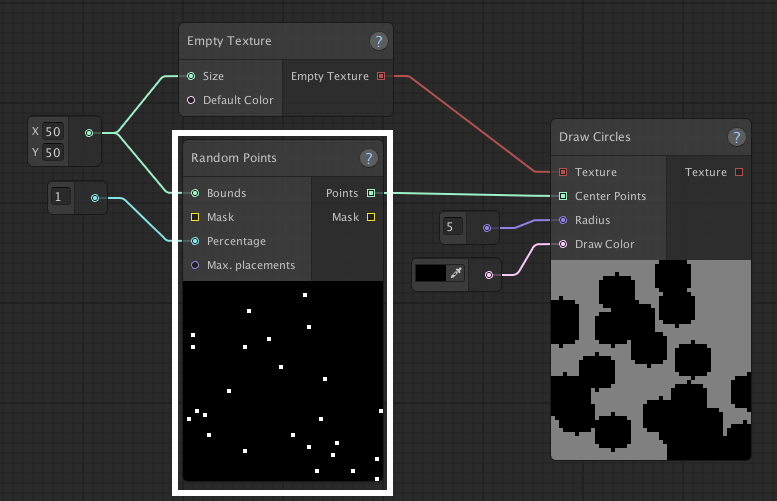 Empty Texture ?
Size Empty Texture
Default Color
X 50
Y 50
Random Points ?
Bounds Points
Mask Mask
1
Percentage
Max. placements
Draw Circles ?
Texture Texture
Center Points
5
Radius
Draw Color